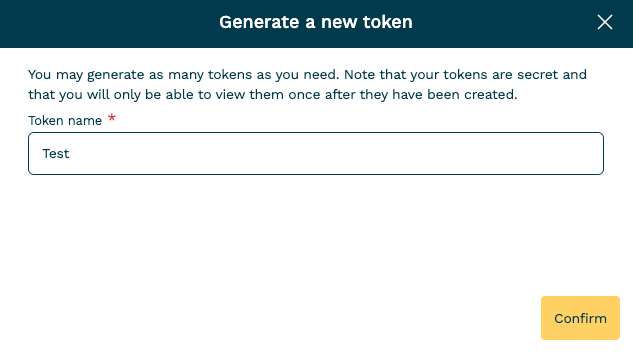 Generate a new token
You may generate as many tokens as you need. Note that your tokens are secret and
that you will only be able to view them once after they have been created.
Token name *
Test
Confirm